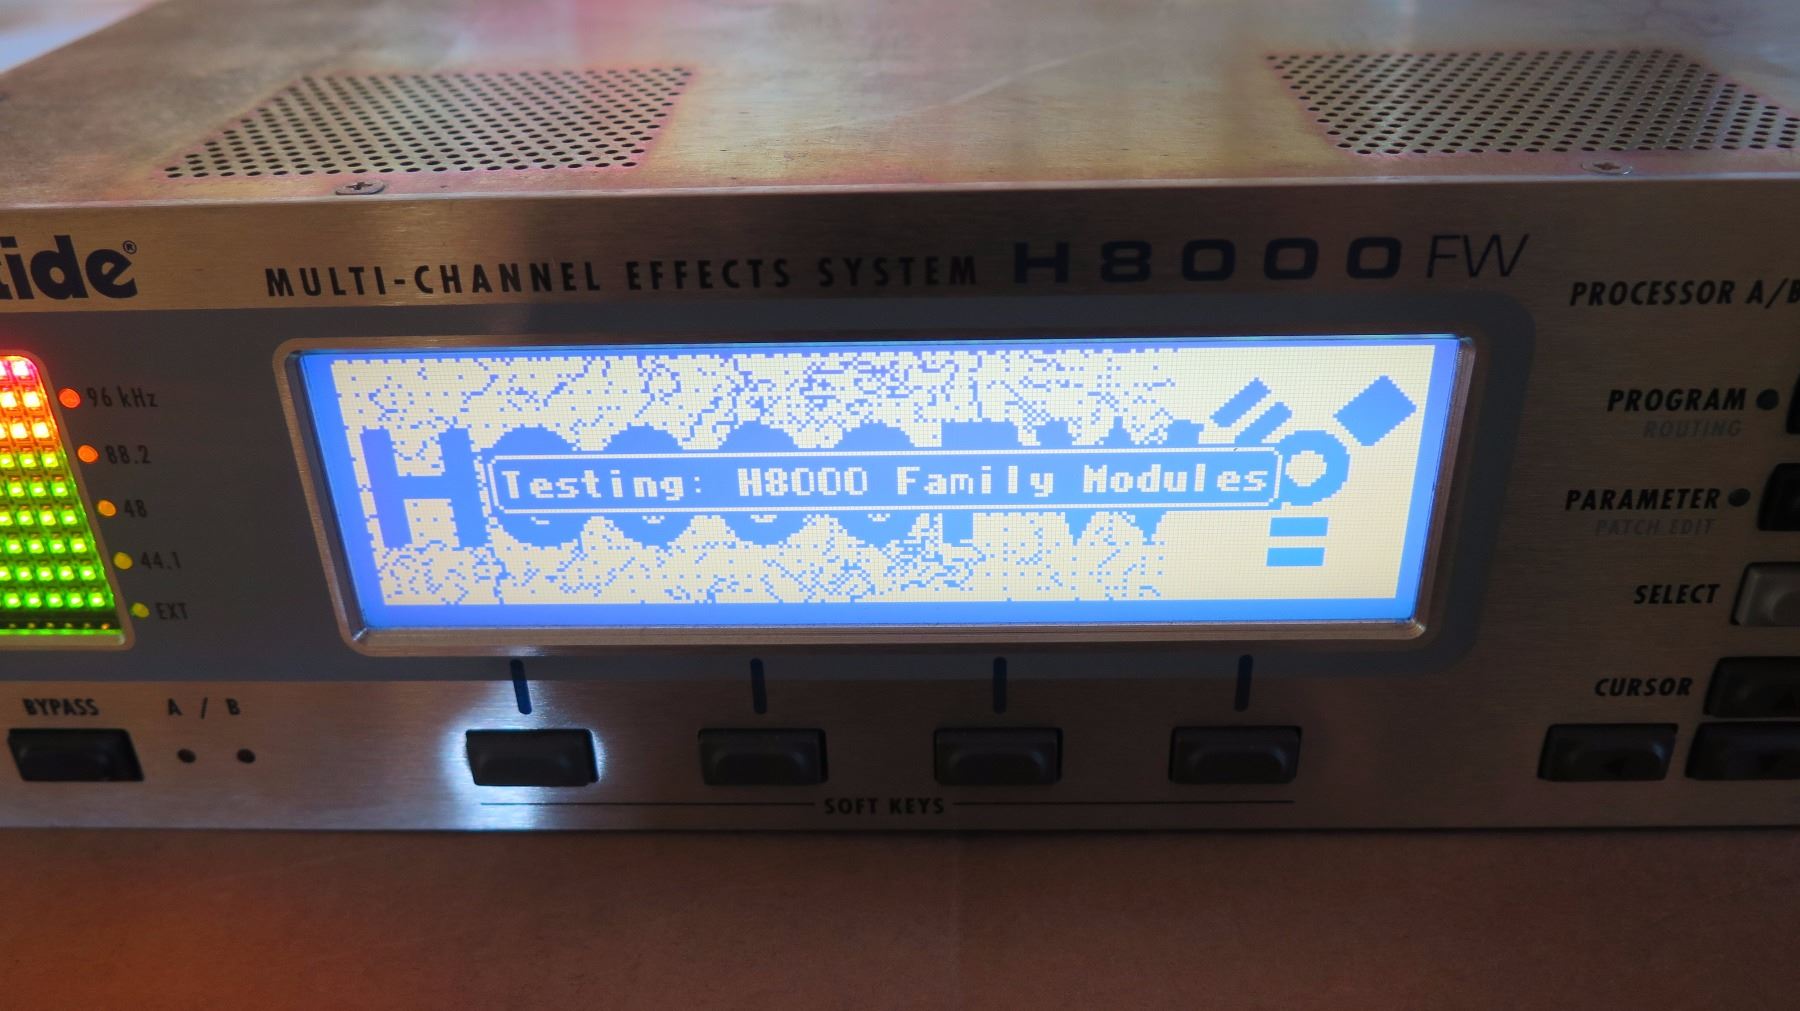 tide®
MULTI-CHANNEL EFFECTS SYSTEM H8000FW
PROCESSOR A/B
96 kHz
88.2
48
44.1
EXT
Testing: H8000 Family Modules
PROGRAM
ROUTING
PARAMETER
PATCH EDIT
SELECT
CURSOR
BYPASS
A / B
SOFT KEYS